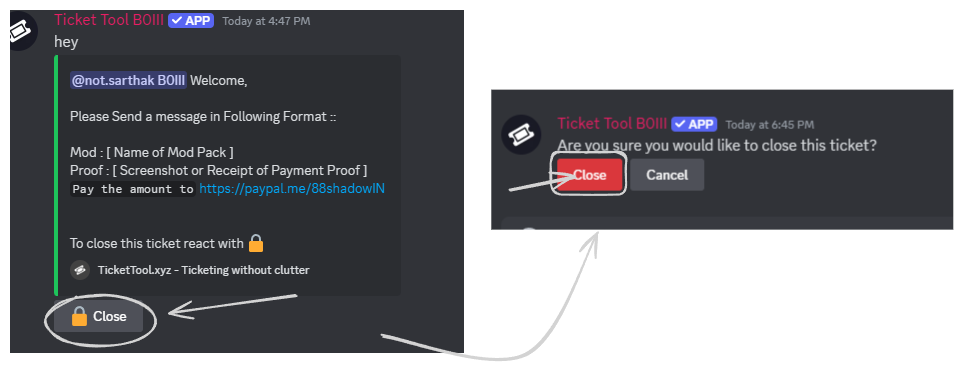 Ticket Tool B0III ✓ APP Today at 4:47 PM
hey
@not.sarthak B0III Welcome,
Please Send a message in Following Format ::
Mod : [ Name of Mod Pack ]
Proof : [ Screenshot or Receipt of Payment Proof ]
Pay the amount to https://paypal.me/88shadowIN
To close this ticket react with 🔒
TicketTool.xyz - Ticketing without clutter
🔒 Close
Ticket Tool B0III ✓ APP Today at 6:45 PM
Are you sure you would like to close this ticket?
Close Cancel